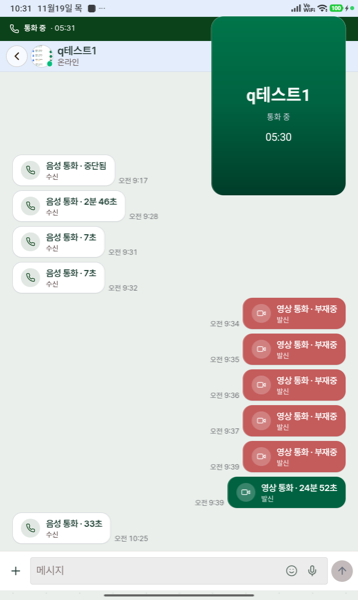 10:31 11월19일 목 ···
Vo WiFi 100
통화 중 · 05:31
q테스트1
온라인
q테스트1
통화 중
05:30
음성 통화 · 중단됨
수신
오전 9:17
음성 통화 · 2분 46초
수신
오전 9:28
음성 통화 · 7초
수신
오전 9:31
음성 통화 · 7초
수신
오전 9:32
영상 통화 · 부재중
발신
오전 9:34
영상 통화 · 부재중
발신
오전 9:35
영상 통화 · 부재중
발신
오전 9:36
영상 통화 · 부재중
발신
오전 9:37
영상 통화 · 부재중
발신
오전 9:39
영상 통화 · 24분 52초
발신
오전 9:39
음성 통화 · 33초
수신
오전 10:25
메시지